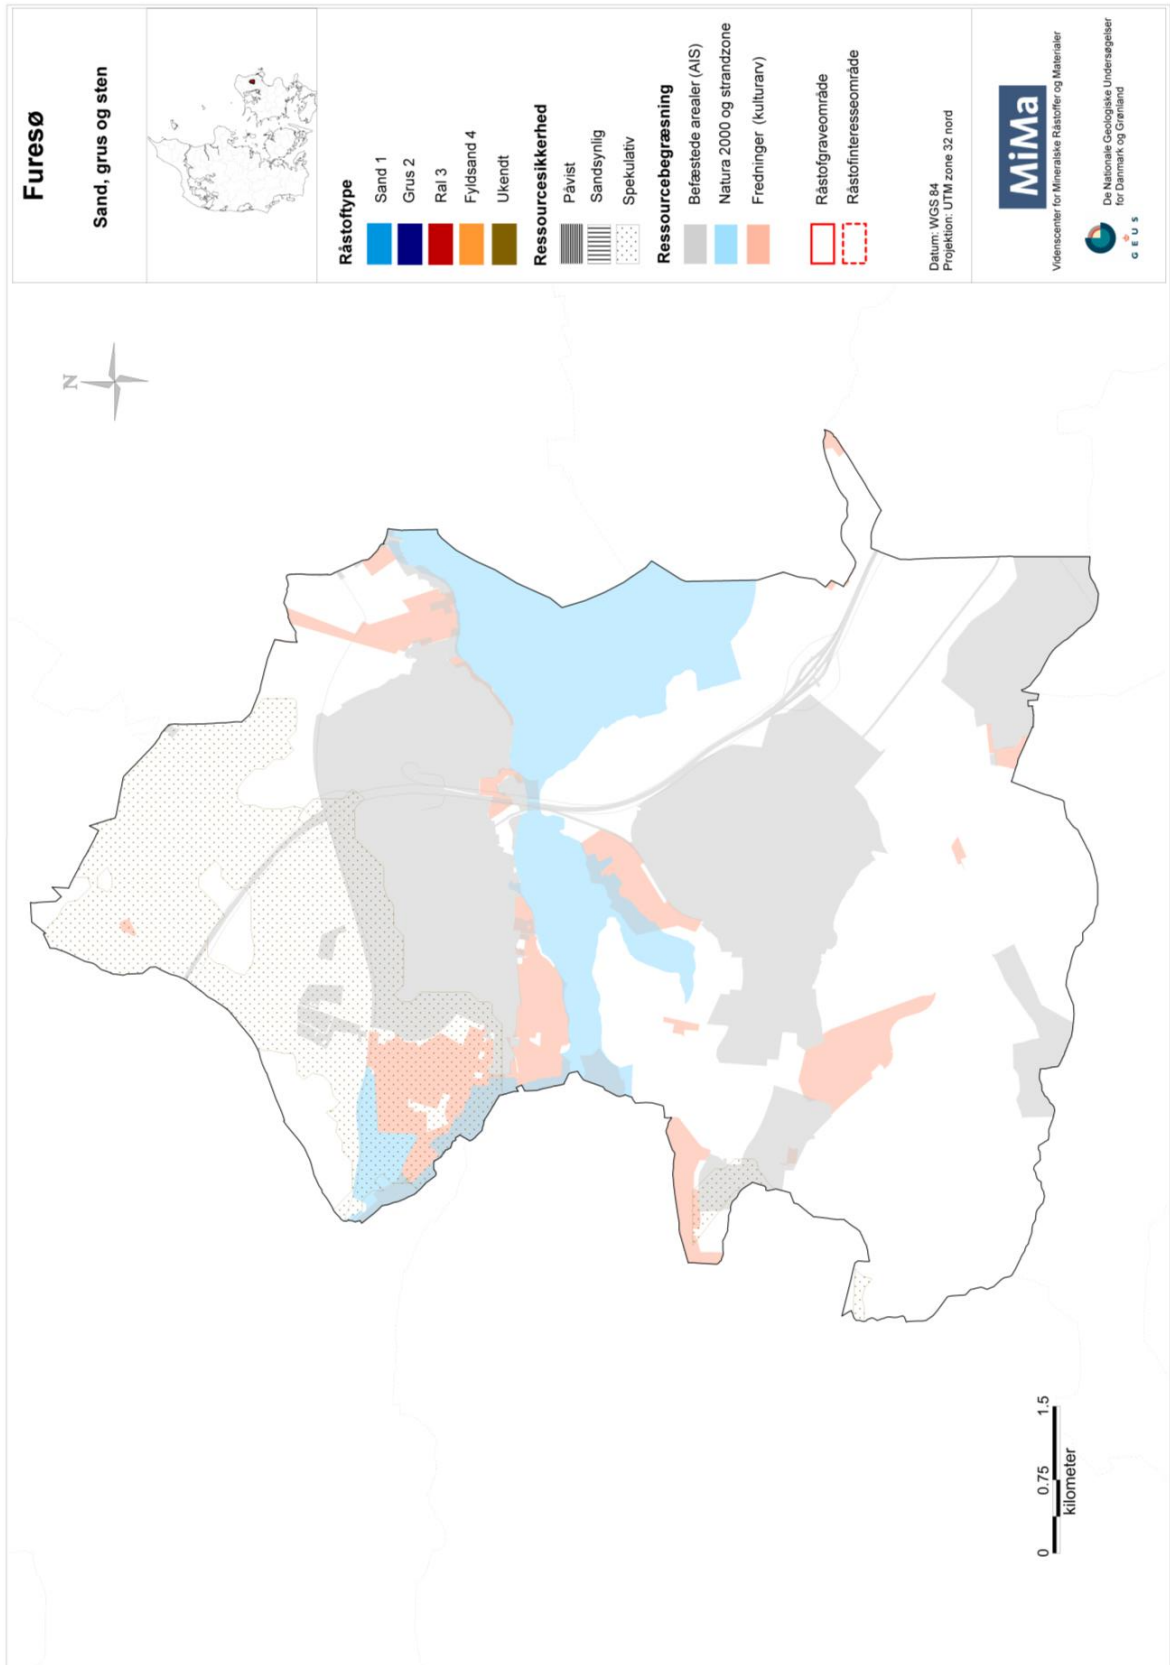 Furesø
Sand, grus og sten
Råstoftype
Sand 1
Grus 2
Ral 3
Fyldsand 4
Ukendt
Ressourcesikkerhed
Påvist
Sandsynlig
Spekulativ
Ressourcebegræsning
Befæstede arealer (AIS)
Natura 2000 og strandzone
Fredninger (kulturarv)
Råstofgraveområde
Råstofinteresseområde
Datum: WGS 84
Projektion: UTM zone 32 nord
MiMa
Videnscenter for Mineralske Råstoffer og Materialer
G E U S
De Nationale Geologiske Undersøgelser
for Danmark og Grønland
N
0 0.75 1.5
kilometer